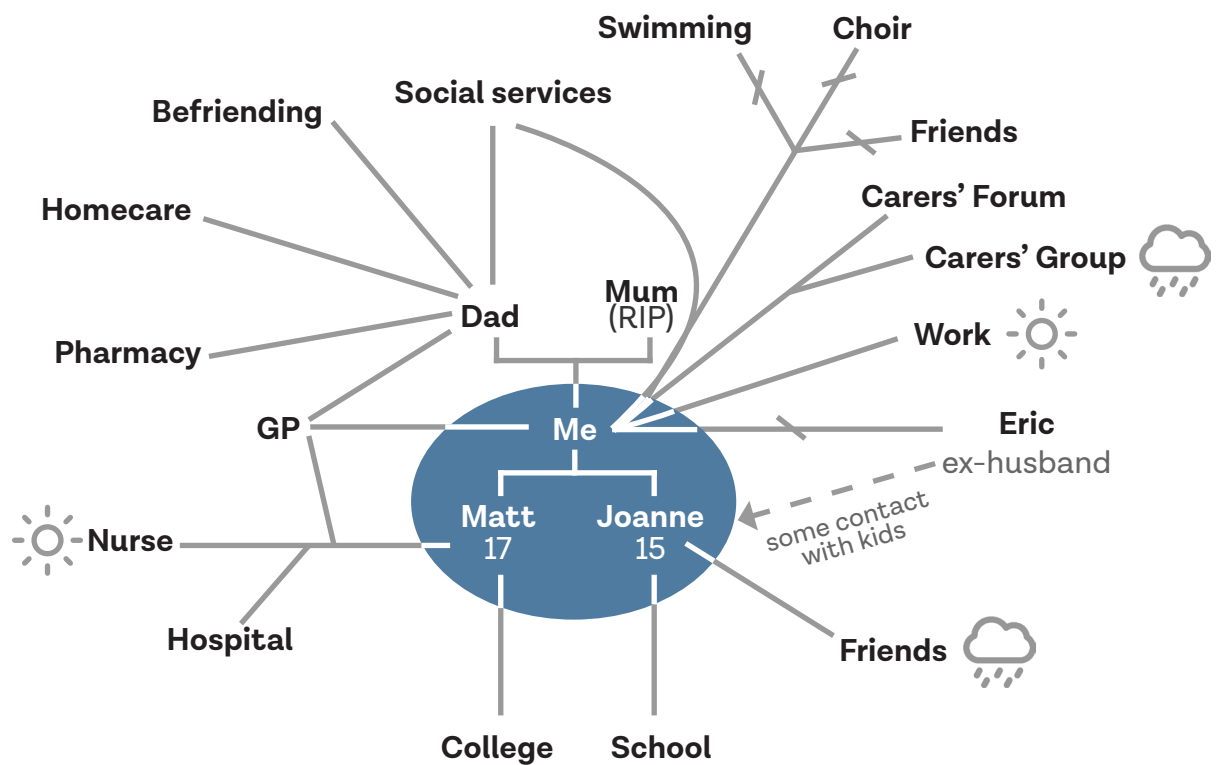 Swimming
Choir
Social services
Befriending
Friends
Homecare
Carers’ Forum
Carers’ Group
Mum
(RIP)
Dad
Work
Pharmacy
GP
Me
Eric
ex-husband
some contact
with kids
Matt
17
Joanne
15
Nurse
Hospital
Friends
College
School